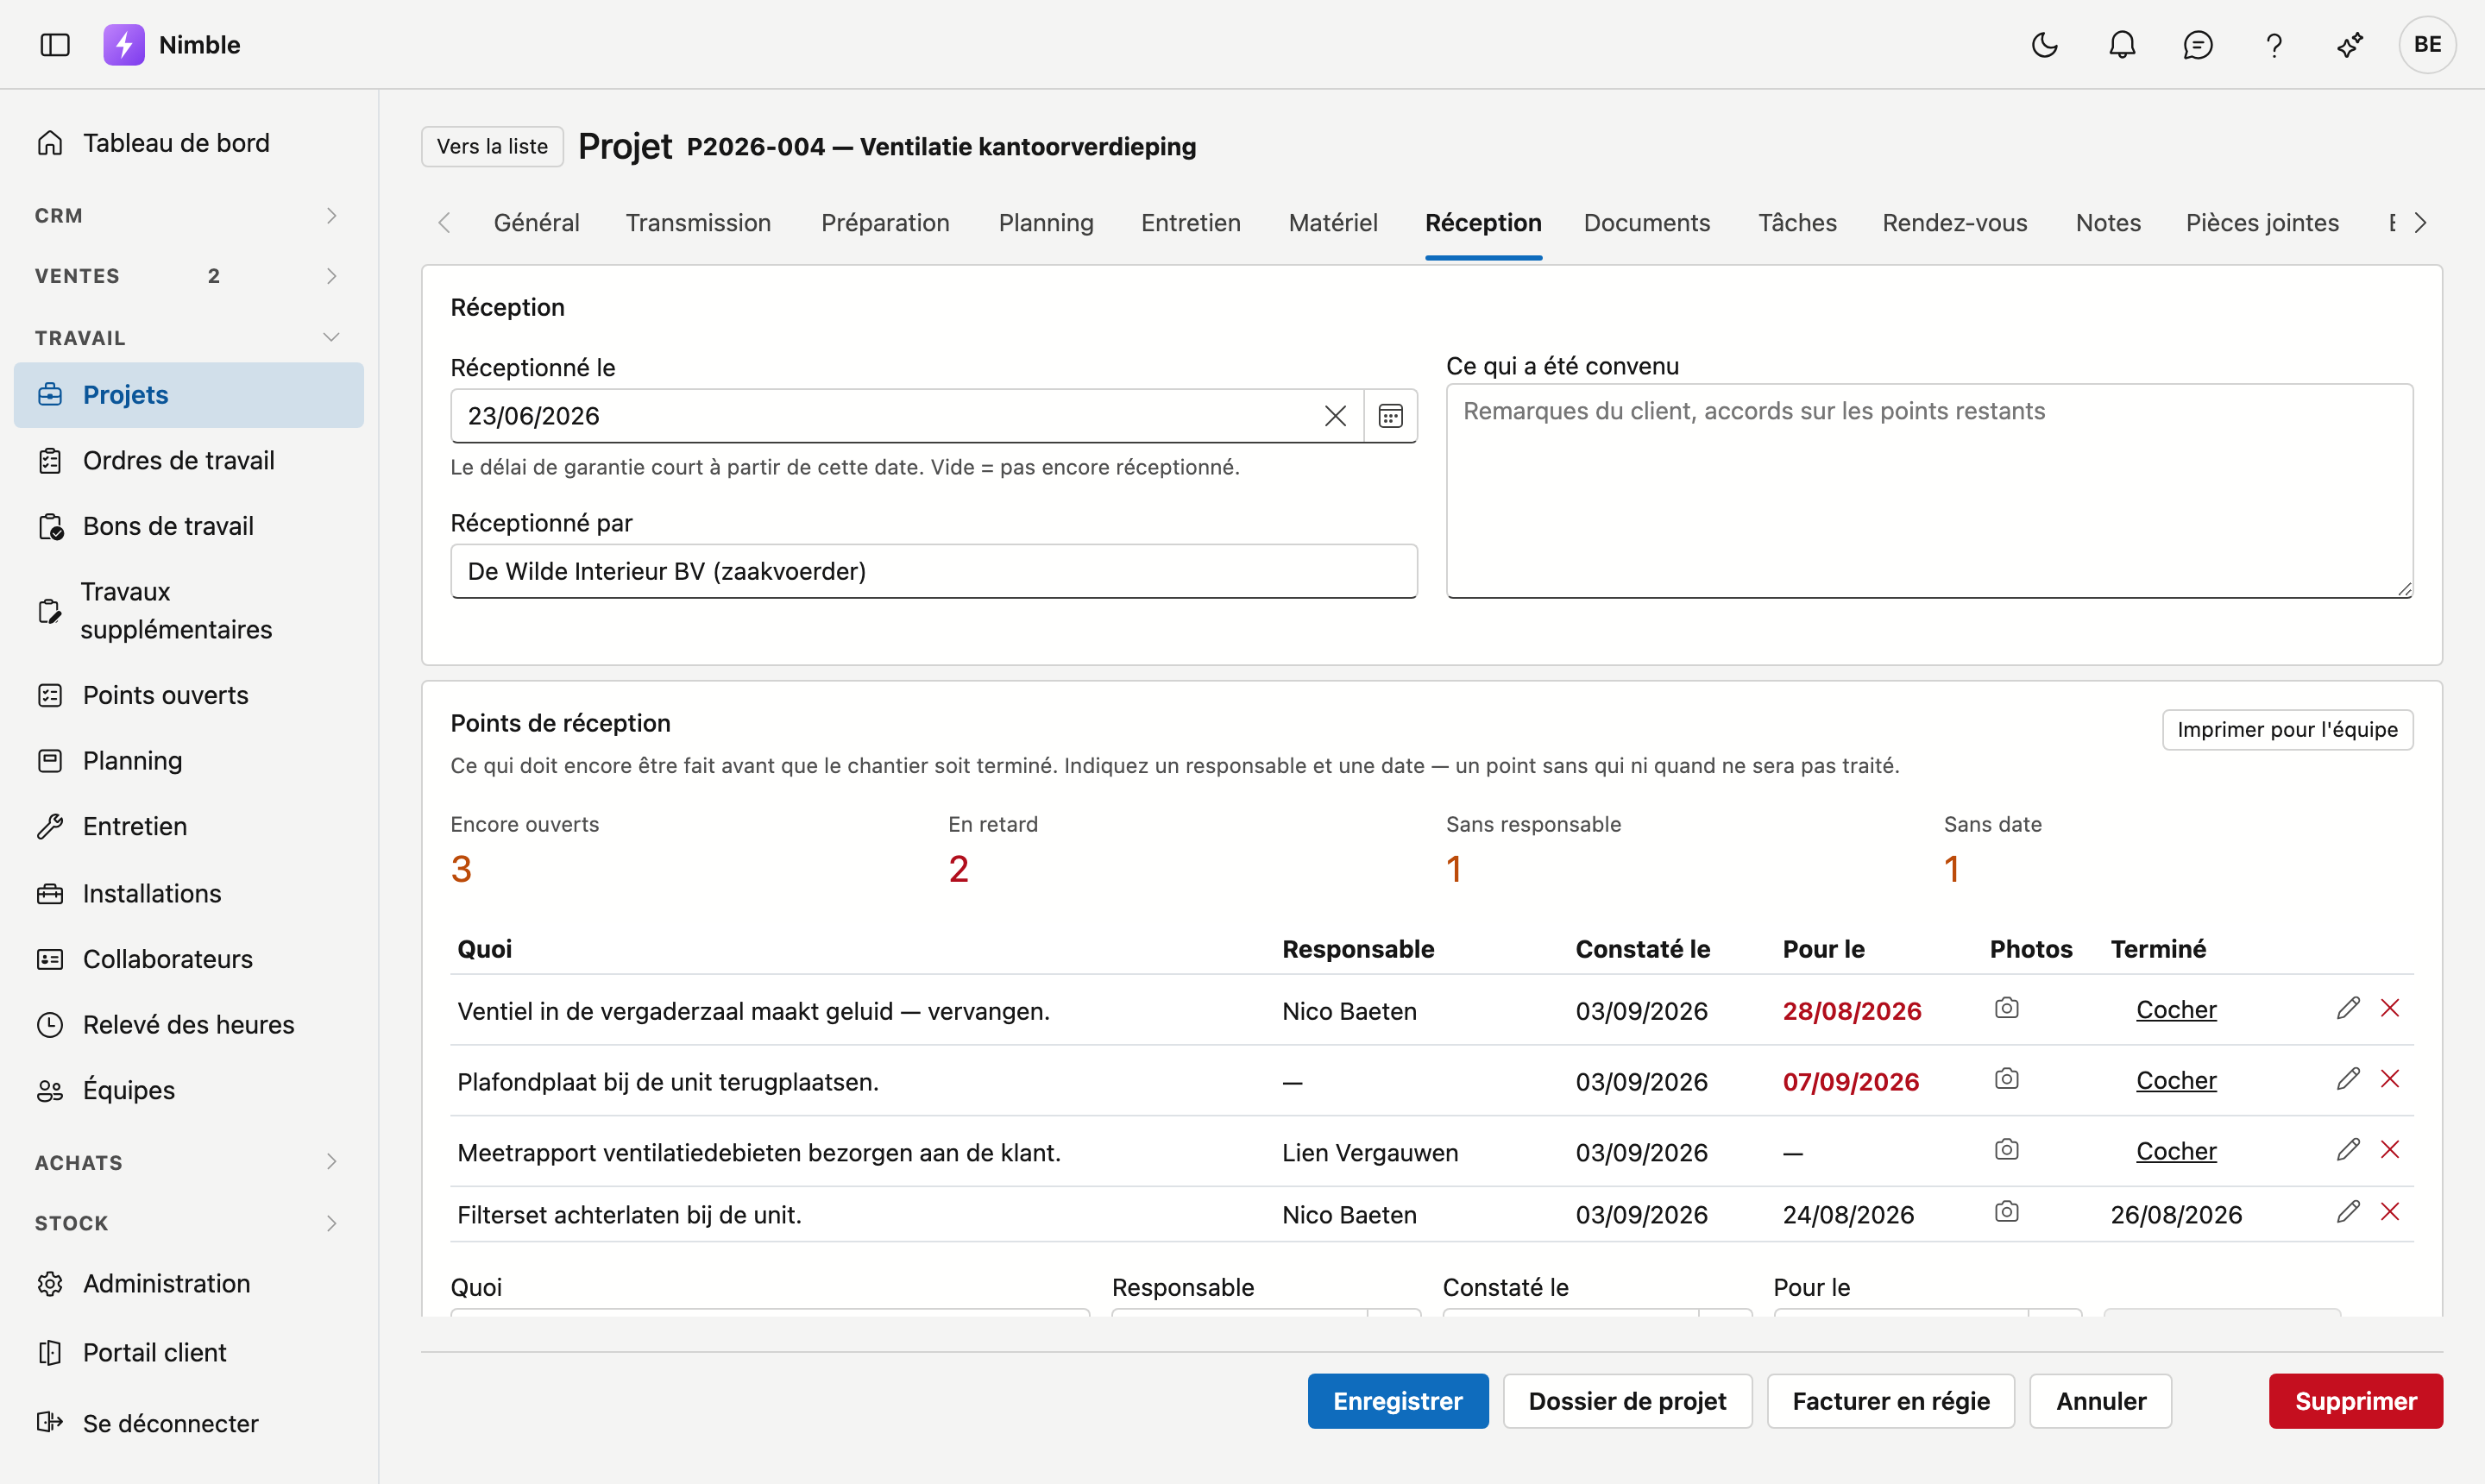 Nimble
BE
Tableau de bord
CRM
VENTES 2
TRAVAIL
Projets
Ordres de travail
Bons de travail
Travaux
supplémentaires
Points ouverts
Planning
Entretien
Installations
Collaborateurs
Relevé des heures
Équipes
ACHATS
STOCK
Administration
Portail client
Se déconnecter
Vers la liste Projet P2026-004 — Ventilatie kantoorverdieping
Général Transmission Préparation Planning Entretien Matériel Réception Documents Tâches Rendez-vous Notes Pièces jointes
Réception
Réceptionné le
23/06/2026
Le délai de garantie court à partir de cette date. Vide = pas encore réceptionné.
Réceptionné par
De Wilde Interieur BV (zaakvoerder)
Ce qui a été convenu
Remarques du client, accords sur les points restants
Points de réception
Imprimer pour l'équipe
Ce qui doit encore être fait avant que le chantier soit terminé. Indiquez un responsable et une date — un point sans qui ni quand ne sera pas traité.
Encore ouverts En retard Sans responsable Sans date
3 2 1 1
Quoi Responsable Constaté le Pour le Photos Terminé
Ventiel in de vergaderzaal maakt geluid — vervangen. Nico Baeten 03/09/2026 28/08/2026 Cocher
Plafondplaat bij de unit terugplaatsen. — 03/09/2026 07/09/2026 Cocher
Meetrapport ventilatiedebieten bezorgen aan de klant. Lien Vergauwen 03/09/2026 — Cocher
Filterset achterlaten bij de unit. Nico Baeten 03/09/2026 24/08/2026 26/08/2026
Quoi Responsable Constaté le Pour le
Enregistrer Dossier de projet Facturer en régie Annuler Supprimer